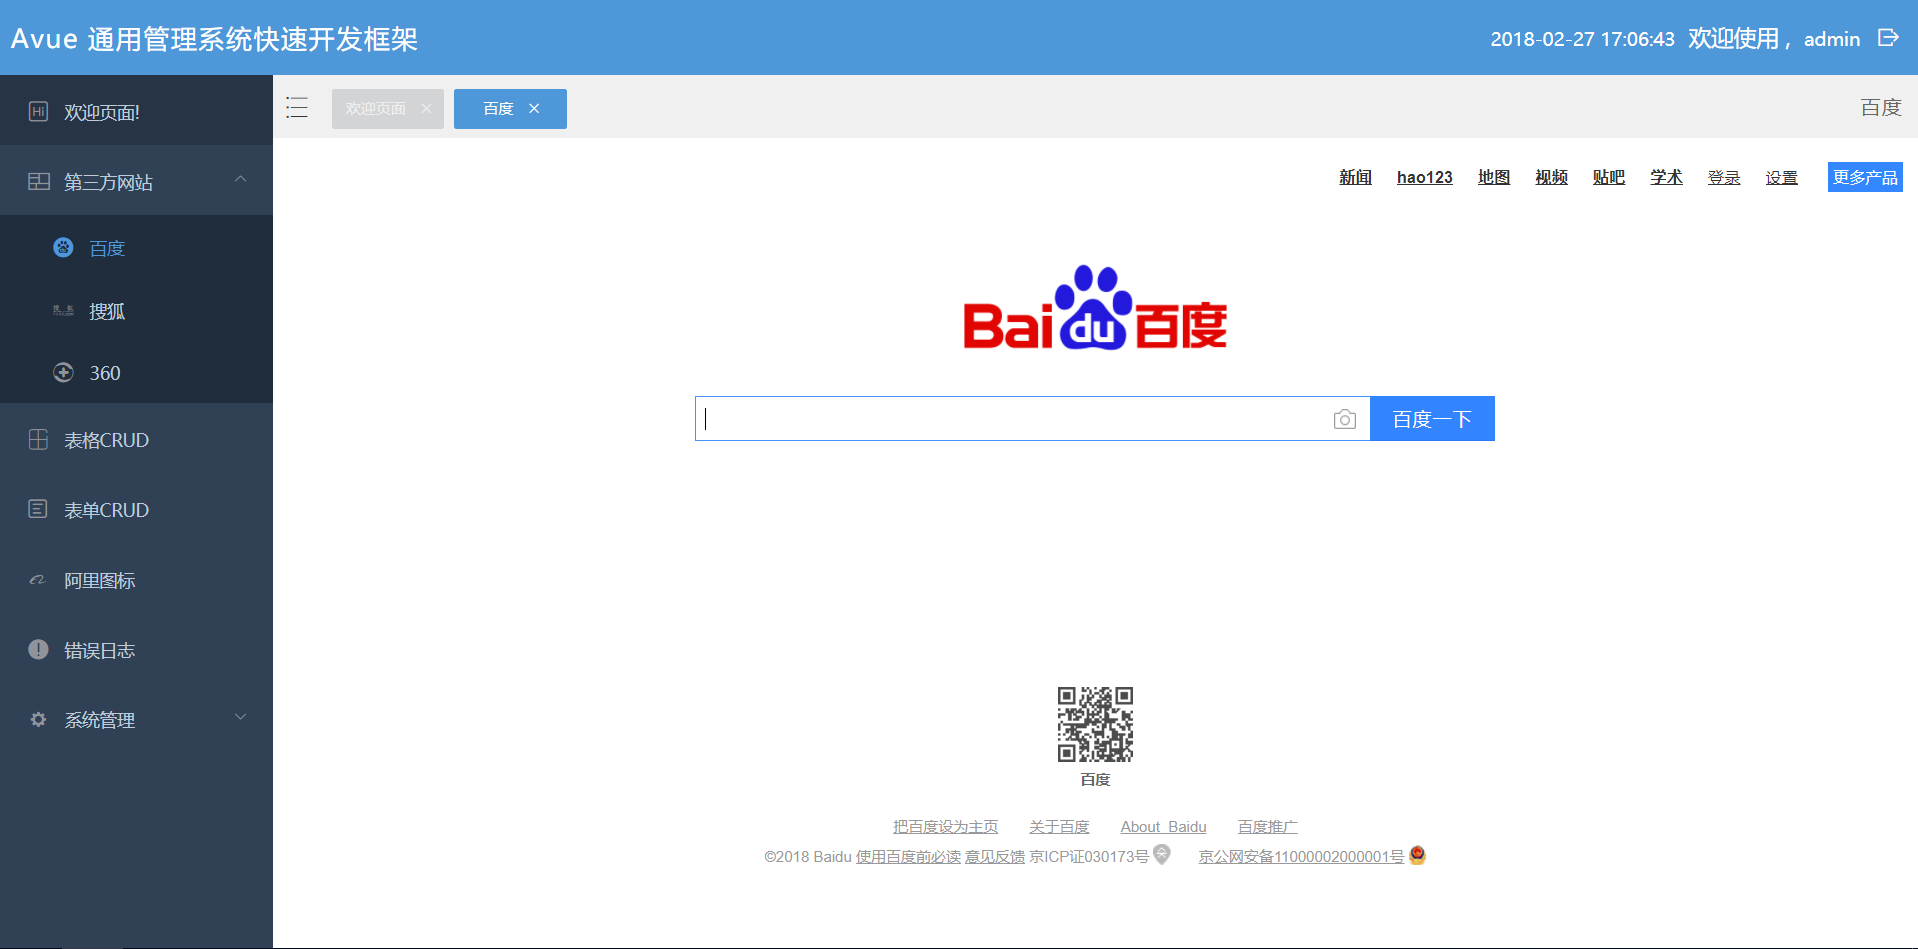 Avue 通用管理系统快速开发框架
2018-02-27 17:06:43 欢迎使用 , admin
Hi 欢迎页面!
第三方网站
百度
搜狐
360
表格CRUD
表单CRUD
阿里图标
错误日志
系统管理
欢迎页面 × 百度 ×
百度
新闻 hao123 地图 视频 贴吧 学术 登录 设置 更多产品
Bai du 百度
百度一下
百度
把百度设为主页 关于百度 About Baidu 百度推广
©2018 Baidu 使用百度前必读 意见反馈 京ICP证030173号 京公网安备11000002000001号